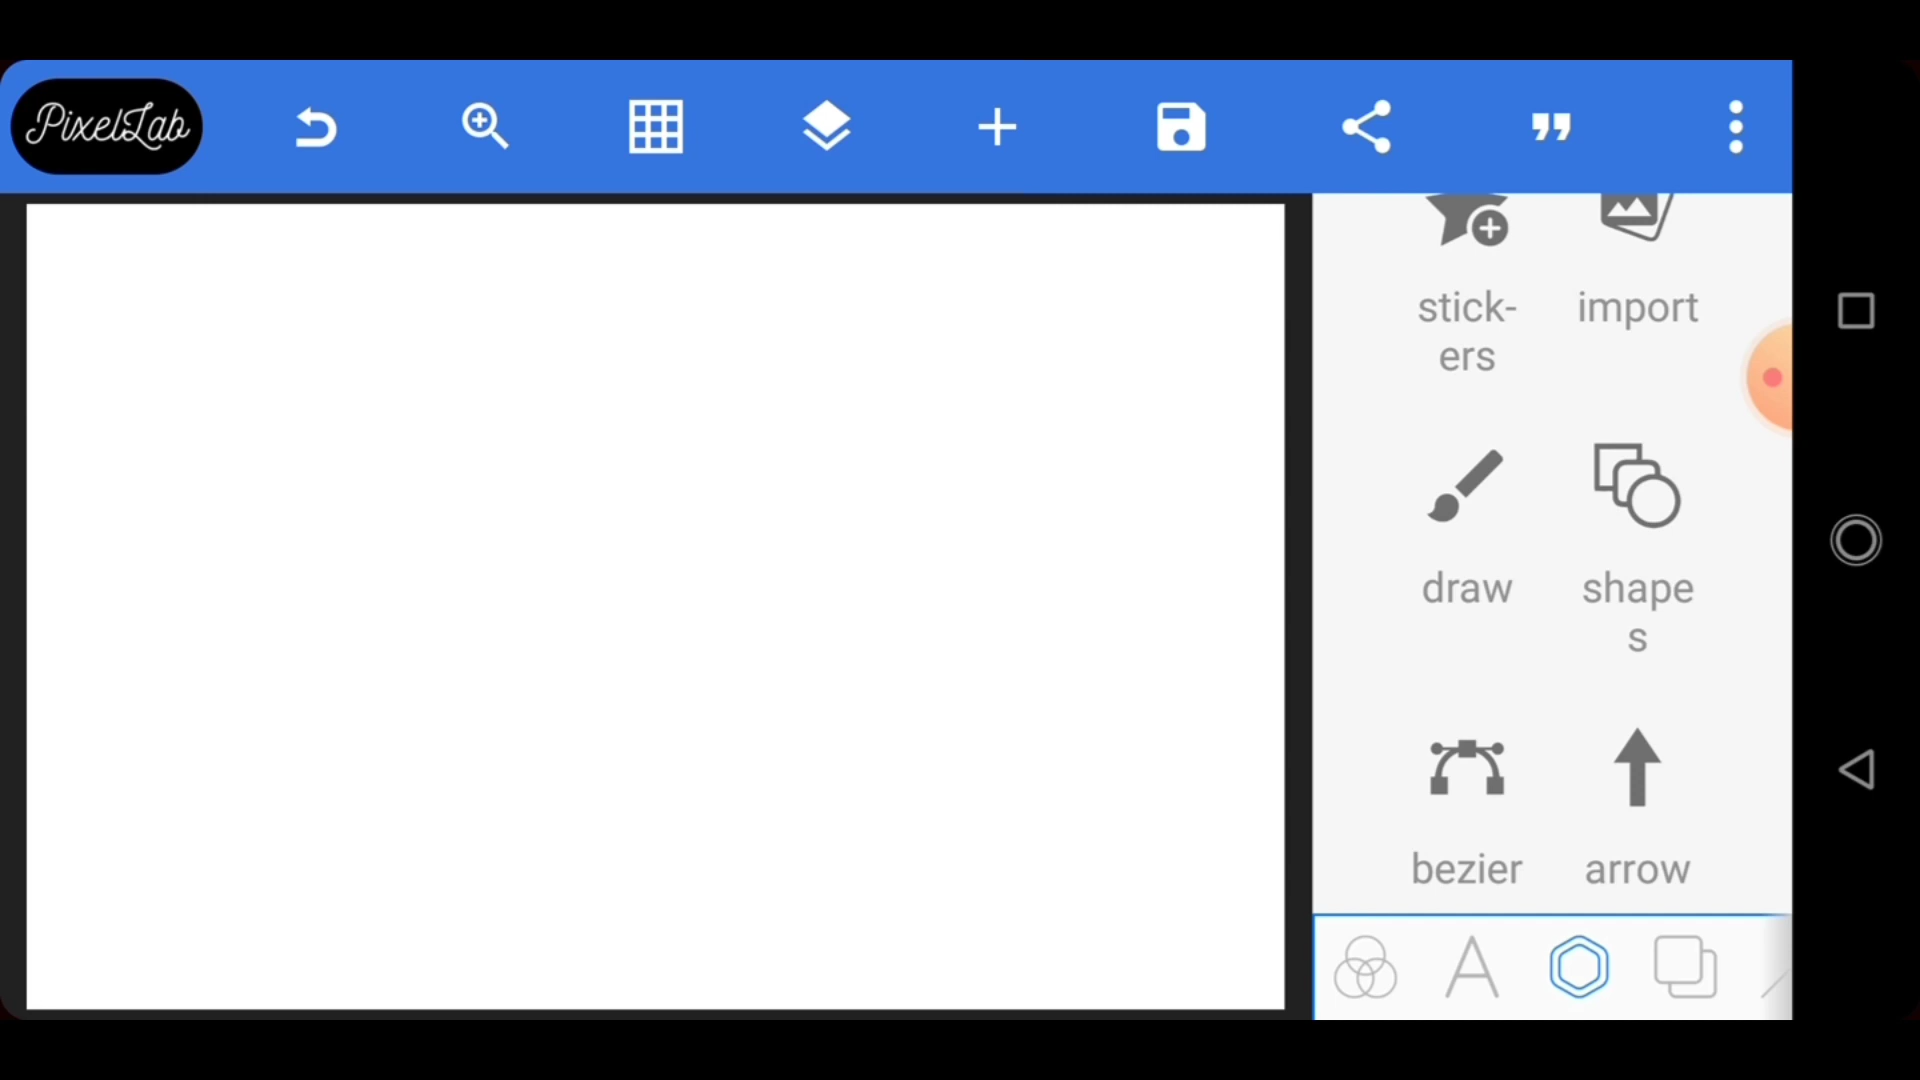 PixelLab
stick-
ers
import
draw
shape
s
bezier
arrow